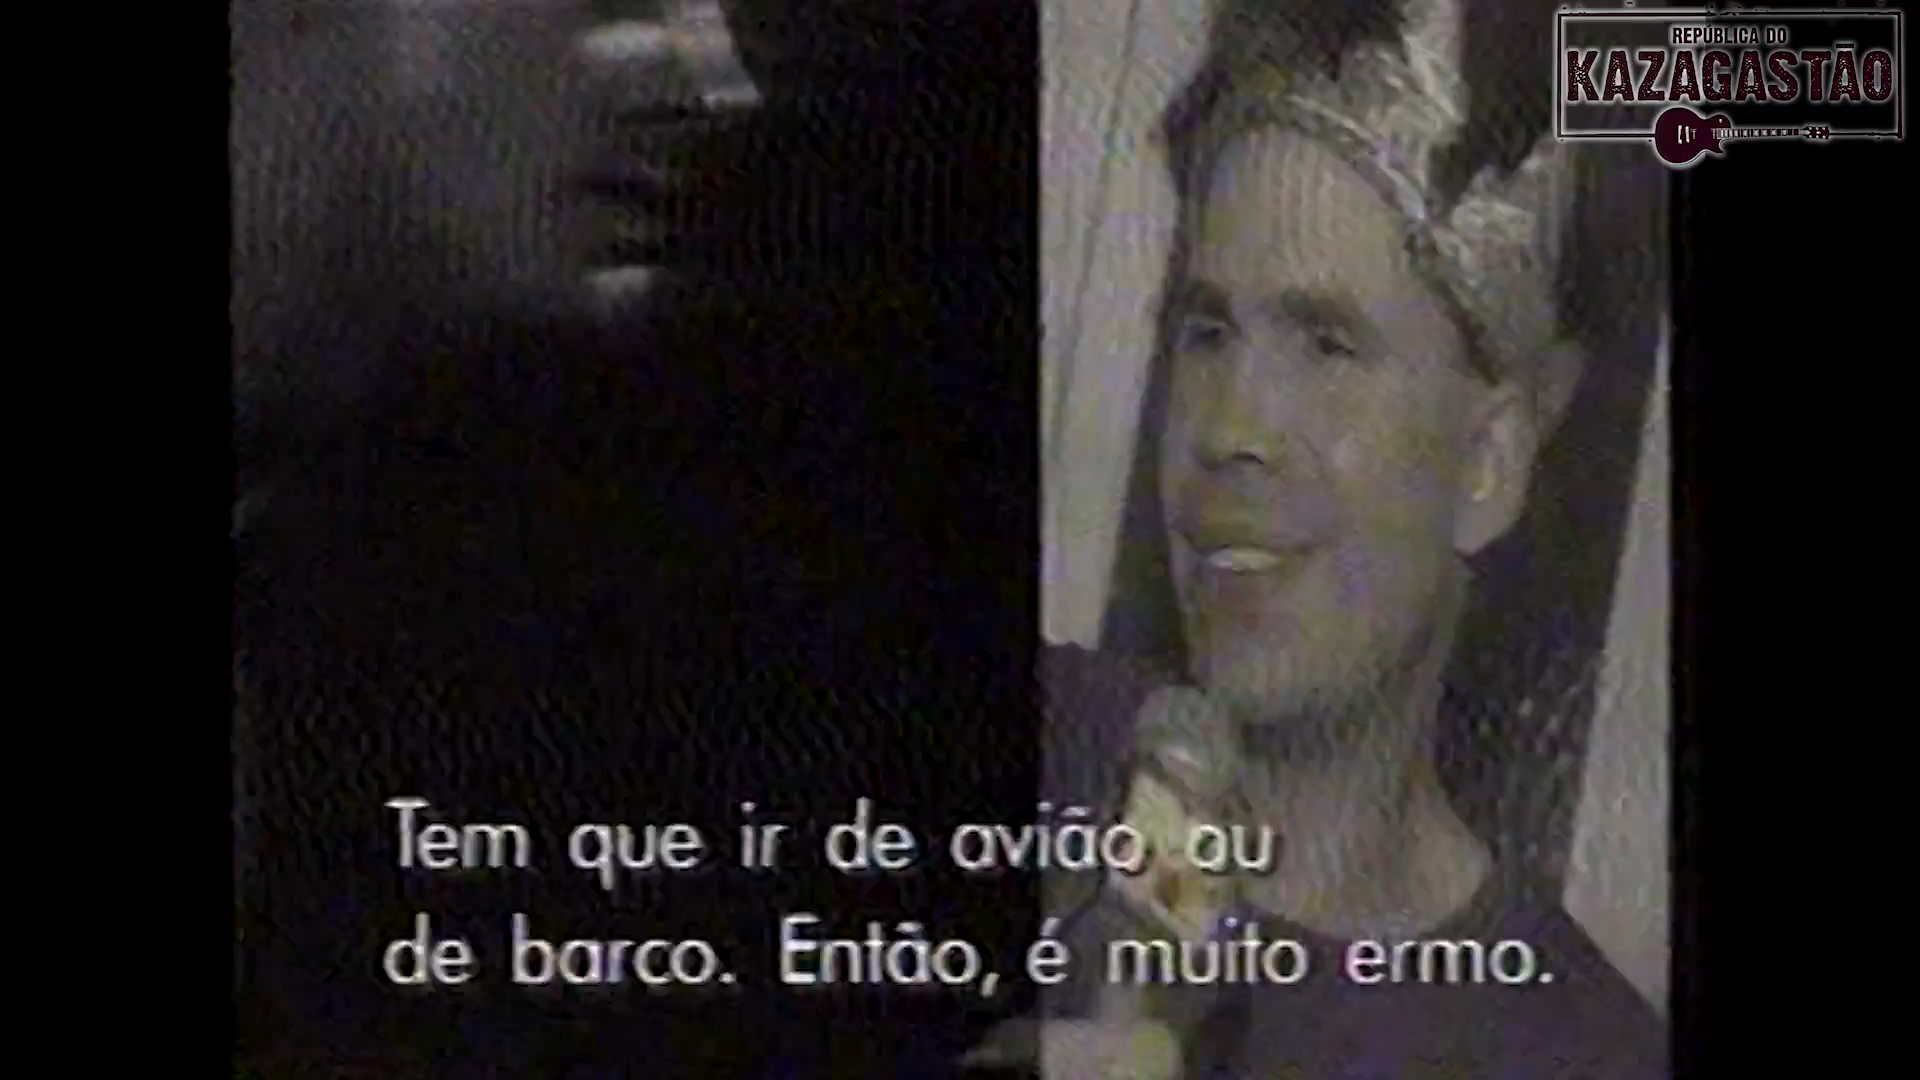 REPÚBLICA DO
KAZAGASTÃO
Tem que ir de avião ou
de barco. Então, é muito ermo.